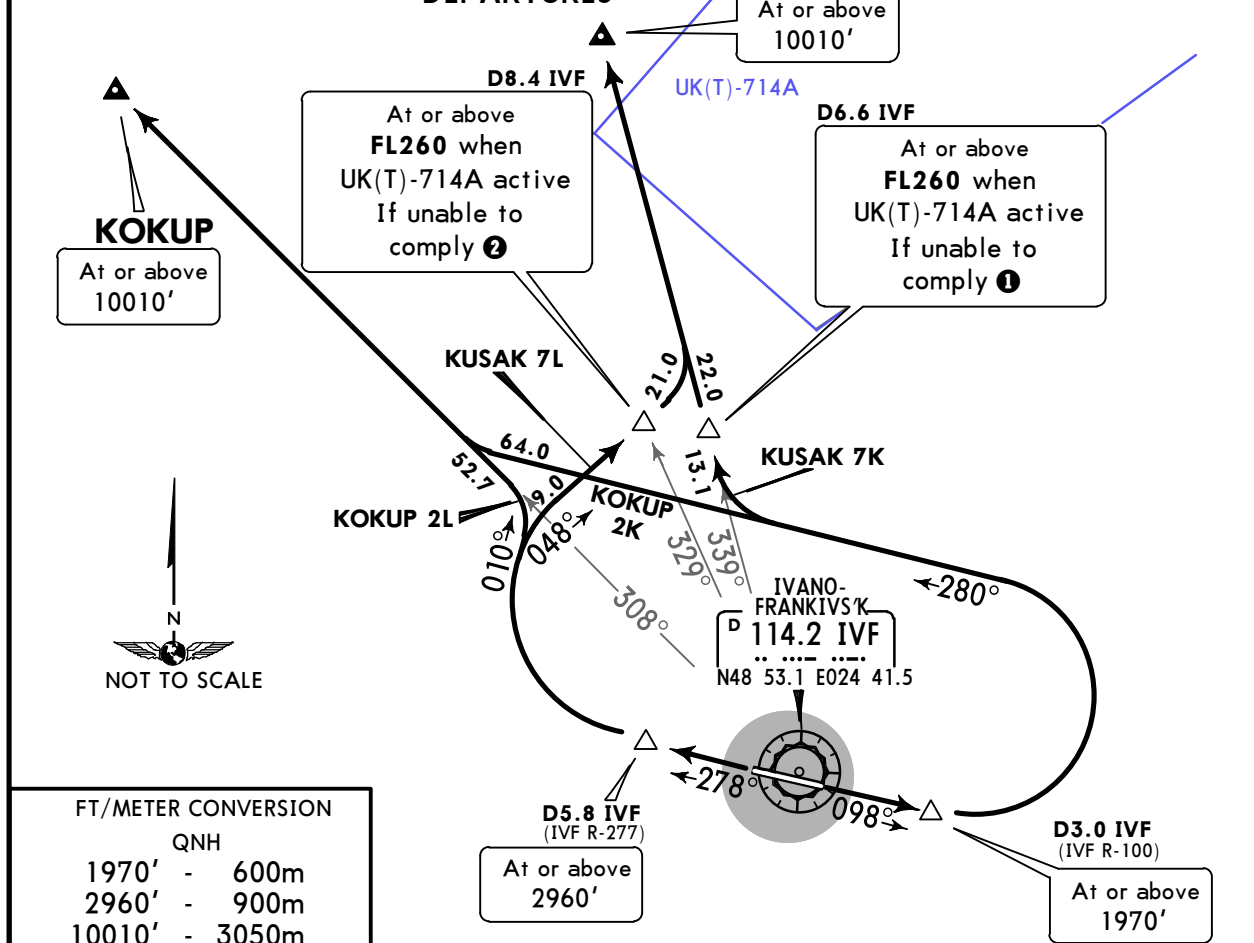 DEPARTURES
At or above
10010'
D8.4 IVF
At or above
FL260 when
UK(T)-714A active
If unable to
comply 2
UK(T)-714A
D6.6 IVF
At or above
FL260 when
UK(T)-714A active
If unable to
comply 1
KOKUP
At or above
10010'
KUSAK 7L
21.0
22.0
64.0
52.7
9.0
13.1
KUSAK 7K
KOKUP 2L
KOKUP
2K
010°
048°
329°
339°
308°
280°
IVANO-
FRANKIVS'K
D 114.2 IVF
.. ...- ..-.
N48 53.1 E024 41.5
N
NOT TO SCALE
278°
098°
D5.8 IVF
(IVF R-277)
At or above
2960'
D3.0 IVF
(IVF R-100)
At or above
1970'
FT/METER CONVERSION
QNH
1970' - 600m
2960' - 900m
10010' - 3050m